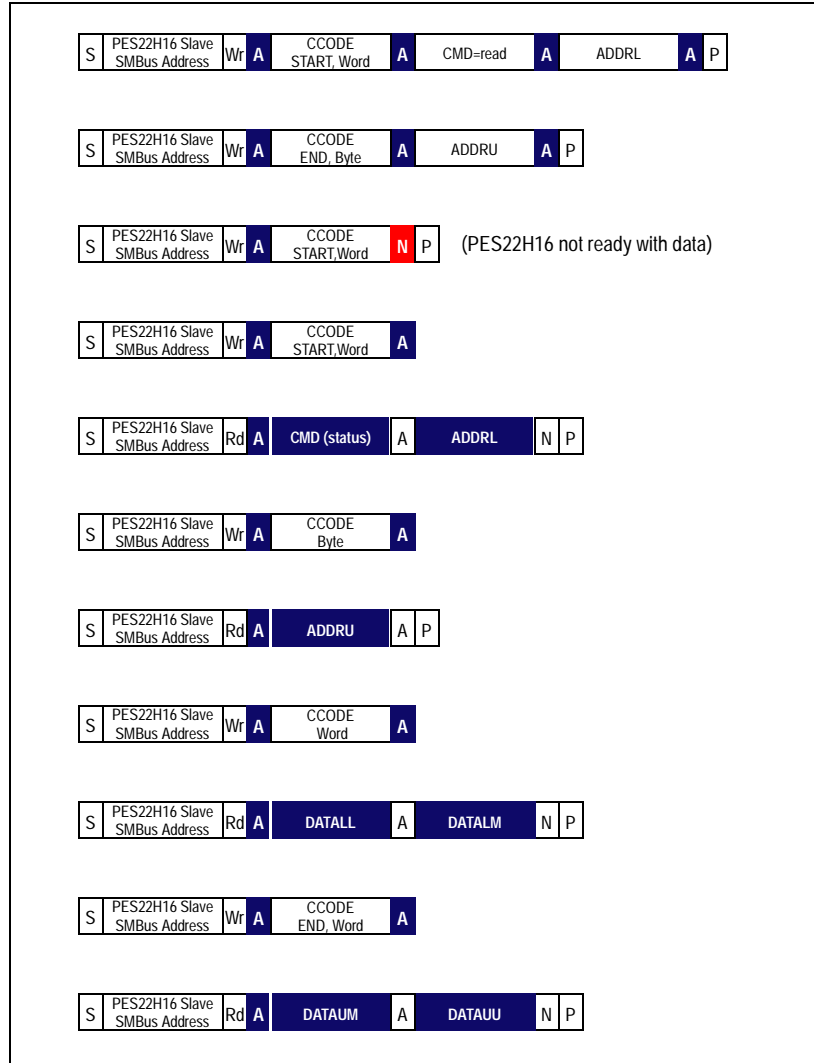 S PES22H16 Slave SMBus Address Wr A CCODE START, Word A CMD=read A ADDRL A P
S PES22H16 Slave SMBus Address Wr A CCODE END, Byte A ADDRU A P
S PES22H16 Slave SMBus Address Wr A CCODE START,Word N P (PES22H16 not ready with data)
S PES22H16 Slave SMBus Address Wr A CCODE START,Word A
S PES22H16 Slave SMBus Address Rd A CMD (status) A ADDRL N P
S PES22H16 Slave SMBus Address Wr A CCODE Byte A
S PES22H16 Slave SMBus Address Rd A ADDRU A P
S PES22H16 Slave SMBus Address Wr A CCODE Word A
S PES22H16 Slave SMBus Address Rd A DATALL A DATALM N P
S PES22H16 Slave SMBus Address Wr A CCODE END, Word A
S PES22H16 Slave SMBus Address Rd A DATAUM A DATAUU N P